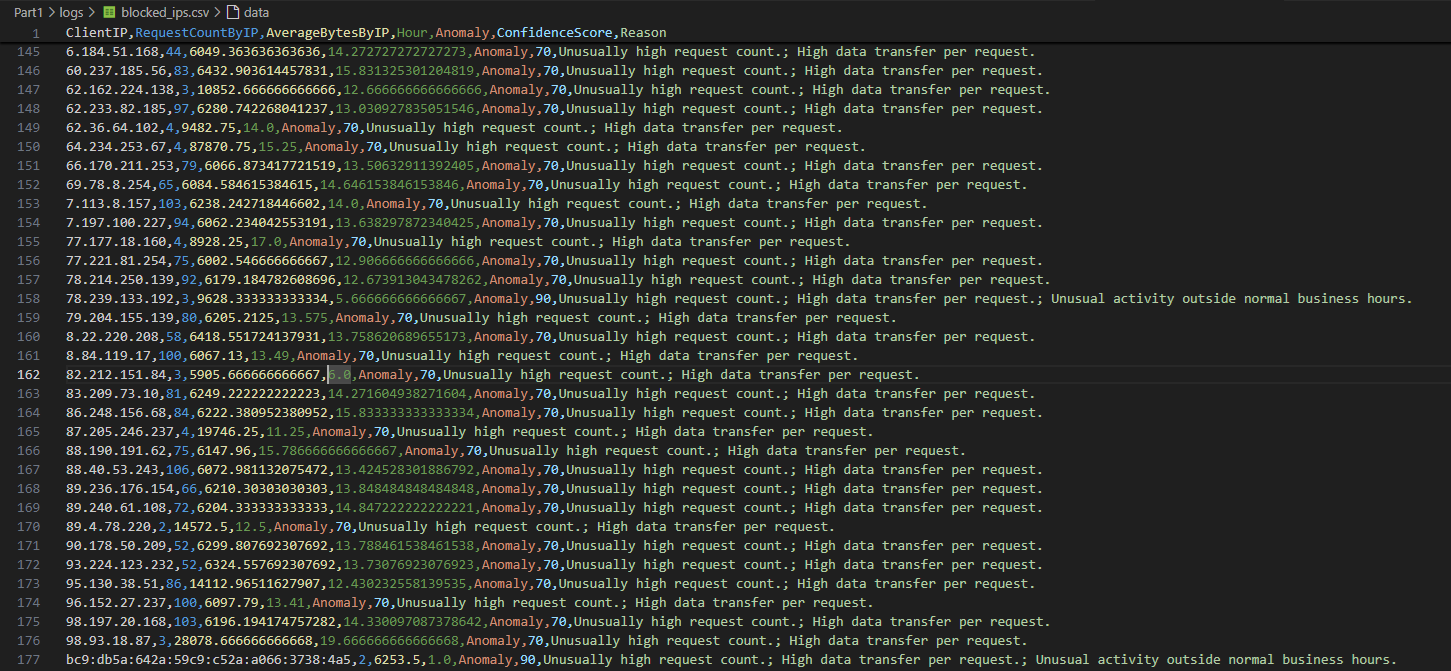 Part1 > logs > blocked_ips.csv > data
1 ClientIP,RequestCountByIP,AverageBytesByIP,Hour,Anomaly,ConfidenceScore,Reason
145 6.184.51.168,44,6049.363636363636,14.272727272727273,Anomaly,70,Unusually high request count.; High data transfer per request.
146 60.237.185.56,83,6432.903614457831,15.831325301204819,Anomaly,70,Unusually high request count.; High data transfer per request.
147 62.162.224.138,3,10852.666666666666,12.666666666666666,Anomaly,70,Unusually high request count.; High data transfer per request.
148 62.233.82.185,97,6280.742268041237,13.030927835051546,Anomaly,70,Unusually high request count.; High data transfer per request.
149 62.36.64.102,4,9482.75,14.0,Anomaly,70,Unusually high request count.; High data transfer per request.
150 64.234.253.67,4,87870.75,15.25,Anomaly,70,Unusually high request count.; High data transfer per request.
151 66.170.211.253,79,6066.873417721519,13.50632911392405,Anomaly,70,Unusually high request count.; High data transfer per request.
152 69.78.8.254,65,6084.584615384615,14.646153846153846,Anomaly,70,Unusually high request count.; High data transfer per request.
153 7.113.8.157,103,6238.242718446602,14.0,Anomaly,70,Unusually high request count.; High data transfer per request.
154 7.197.100.227,94,6062.234042553191,13.638297872340425,Anomaly,70,Unusually high request count.; High data transfer per request.
155 77.177.18.160,4,8928.25,17.0,Anomaly,70,Unusually high request count.; High data transfer per request.
156 77.221.81.254,75,6002.546666666667,12.906666666666666,Anomaly,70,Unusually high request count.; High data transfer per request.
157 78.214.250.139,92,6179.184782608696,12.673913043478262,Anomaly,70,Unusually high request count.; High data transfer per request.
158 78.239.133.192,3,9628.333333333334,5.666666666666667,Anomaly,90,Unusually high request count.; High data transfer per request.; Unusual activity outside normal business hours.
159 79.204.155.139,80,6205.2125,13.575,Anomaly,70,Unusually high request count.; High data transfer per request.
160 8.22.220.208,58,6418.551724137931,13.758620689655173,Anomaly,70,Unusually high request count.; High data transfer per request.
161 8.84.119.17,100,6067.13,13.49,Anomaly,70,Unusually high request count.; High data transfer per request.
162 82.212.151.84,3,5905.666666666667,6.0,Anomaly,70,Unusually high request count.; High data transfer per request.
163 83.209.73.10,81,6249.222222222223,14.271604938271604,Anomaly,70,Unusually high request count.; High data transfer per request.
164 86.248.156.68,84,6222.380952380952,15.833333333333334,Anomaly,70,Unusually high request count.; High data transfer per request.
165 87.205.246.237,4,19746.25,11.25,Anomaly,70,Unusually high request count.; High data transfer per request.
166 88.190.191.62,75,6147.96,15.786666666666667,Anomaly,70,Unusually high request count.; High data transfer per request.
167 88.40.53.243,106,6072.981132075472,13.424528301886792,Anomaly,70,Unusually high request count.; High data transfer per request.
168 89.236.176.154,66,6210.30303030303,13.848484848484848,Anomaly,70,Unusually high request count.; High data transfer per request.
169 89.240.61.108,72,6204.333333333333,14.847222222222221,Anomaly,70,Unusually high request count.; High data transfer per request.
170 89.4.78.220,2,14572.5,12.5,Anomaly,70,Unusually high request count.; High data transfer per request.
171 90.178.50.209,52,6299.807692307692,13.788461538461538,Anomaly,70,Unusually high request count.; High data transfer per request.
172 93.224.123.232,52,6324.557692307692,13.73076923076923,Anomaly,70,Unusually high request count.; High data transfer per request.
173 95.130.38.51,86,14112.96511627907,12.430232558139535,Anomaly,70,Unusually high request count.; High data transfer per request.
174 96.152.27.237,100,6097.79,13.41,Anomaly,70,Unusually high request count.; High data transfer per request.
175 98.197.20.168,103,6196.194174757282,14.330097087378642,Anomaly,70,Unusually high request count.; High data transfer per request.
176 98.93.18.87,3,28078.666666666668,19.666666666666668,Anomaly,70,Unusually high request count.; High data transfer per request.
177 bc9:db5a:642a:59c9:c52a:a066:3738:4a5,2,6253.5,1.0,Anomaly,90,Unusually high request count.; High data transfer per request.; Unusual activity outside normal business hours.